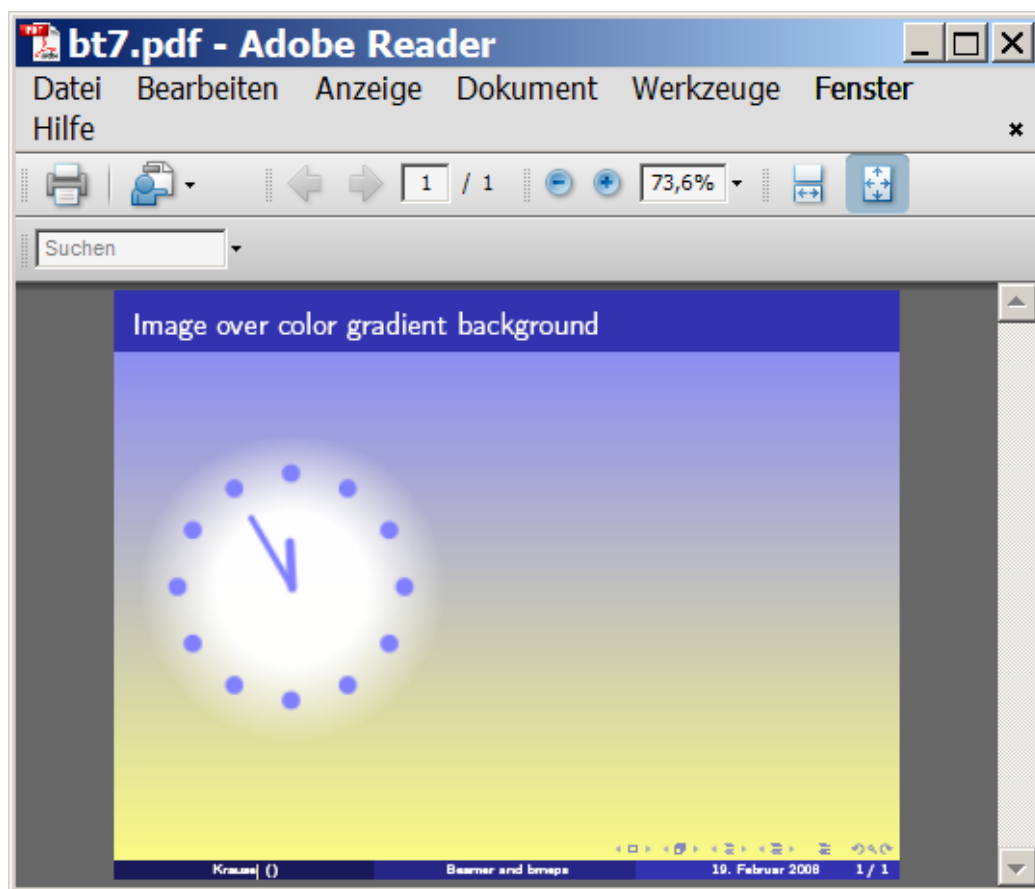 bt7.pdf - Adobe Reader
Datei Bearbeiten Anzeige Dokument Werkzeuge Fenster
Hilfe
1 / 1 73,6%
Suchen
Image over color gradient background
Krause| () Beamer and bmeps 19. Februar 2008 1 / 1